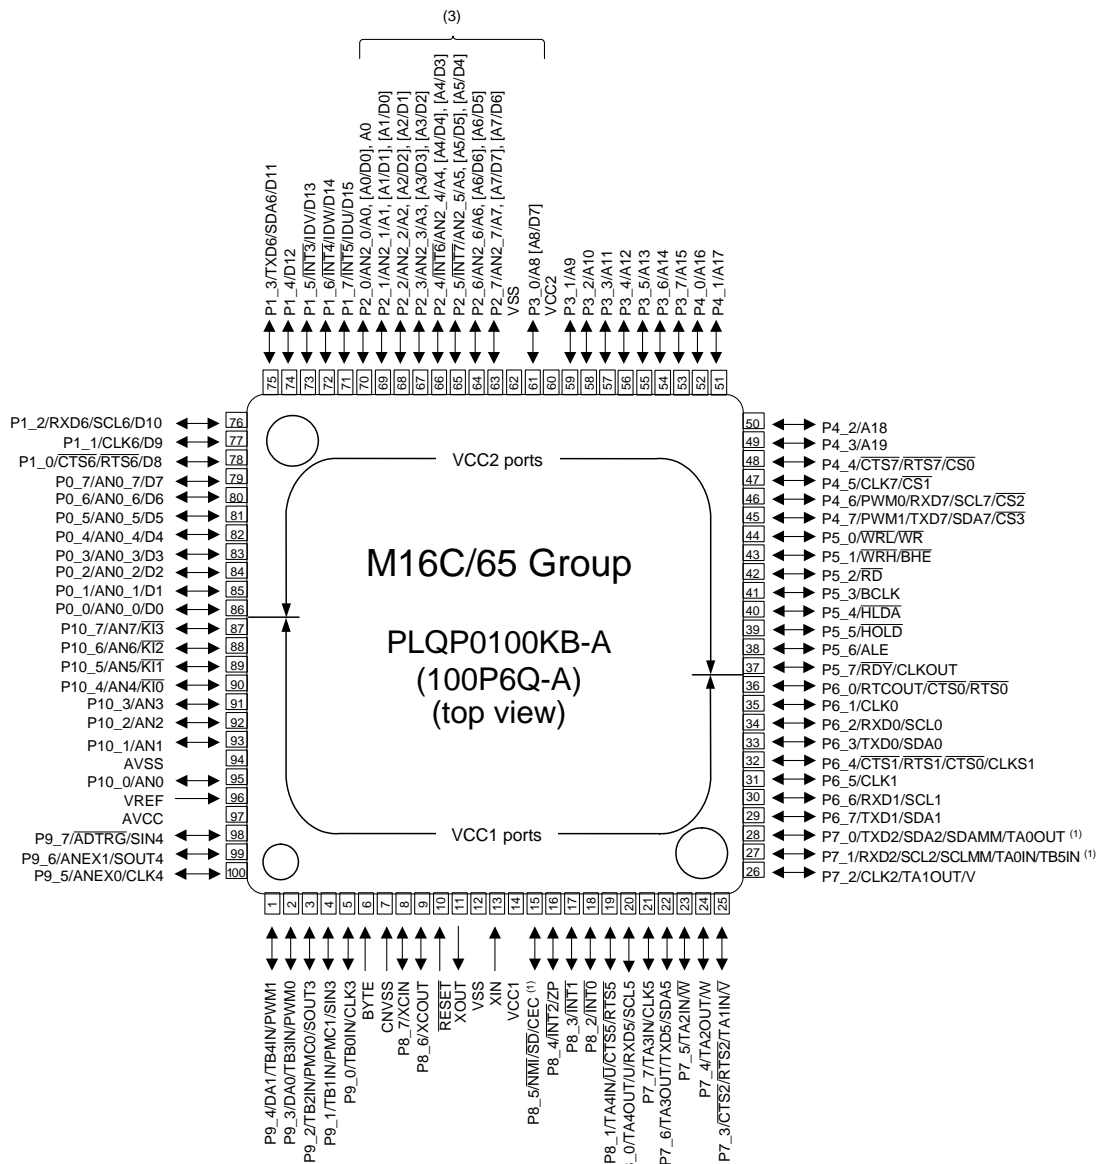 (3)
P1_3/TXD6/SDA6/D11
P1_4/D12
P1_5/INT3/IDV/D13
P1_6/INT4/IDW/D14
P1_7/INT5/IDU/D15
P2_0/AN2_0/A0, [A0/D0], A0
P2_1/AN2_1/A1, [A1/D1], [A1/D0]
P2_2/AN2_2/A2, [A2/D2], [A2/D1]
P2_3/AN2_3/A3, [A3/D3], [A3/D2]
P2_4/INT6/AN2_4/A4, [A4/D4], [A4/D3]
P2_5/INT7/AN2_5/A5, [A5/D5], [A5/D4]
P2_6/AN2_6/A6, [A6/D6], [A6/D5]
P2_7/AN2_7/A7, [A7/D7], [A7/D6]
VSS
P3_0/A8 [A8/D7]
VCC2
P3_1/A9
P3_2/A10
P3_3/A11
P3_4/A12
P3_5/A13
P3_6/A14
P3_7/A15
P4_0/A16
P4_1/A17
75 74 73 72 71 70 69 68 67 66 65 64 63 62 61 60 59 58 57 56 55 54 53 52 51
P1_2/RXD6/SCL6/D10 76
P1_1/CLK6/D9 77
P1_0/CTS6/RTS6/D8 78
P0_7/AN0_7/D7 79
P0_6/AN0_6/D6 80
P0_5/AN0_5/D5 81
P0_4/AN0_4/D4 82
P0_3/AN0_3/D3 83
P0_2/AN0_2/D2 84
P0_1/AN0_1/D1 85
P0_0/AN0_0/D0 86
P10_7/AN7/KI3 87
P10_6/AN6/KI2 88
P10_5/AN5/KI1 89
P10_4/AN4/KI0 90
P10_3/AN3 91
P10_2/AN2 92
P10_1/AN1 93
AVSS 94
P10_0/AN0 95
VREF 96
AVCC 97
P9_7/ADTRG/SIN4 98
P9_6/ANEX1/SOUT4 99
P9_5/ANEX0/CLK4 100
VCC2 ports
M16C/65 Group
PLQP0100KB-A
(100P6Q-A)
(top view)
VCC1 ports
50 P4_2/A18
49 P4_3/A19
48 P4_4/CTS7/RTS7/CS0
47 P4_5/CLK7/CS1
46 P4_6/PWM0/RXD7/SCL7/CS2
45 P4_7/PWM1/TXD7/SDA7/CS3
44 P5_0/WRL/WR
43 P5_1/WRH/BHE
42 P5_2/RD
41 P5_3/BCLK
40 P5_4/HLDA
39 P5_5/HOLD
38 P5_6/ALE
37 P5_7/RDY/CLKOUT
36 P6_0/RTCOUT/CTS0/RTS0
35 P6_1/CLK0
34 P6_2/RXD0/SCL0
33 P6_3/TXD0/SDA0
32 P6_4/CTS1/RTS1/CTS0/CLKS1
31 P6_5/CLK1
30 P6_6/RXD1/SCL1
29 P6_7/TXD1/SDA1
28 P7_0/TXD2/SDA2/SDAMM/TA0OUT (1)
27 P7_1/RXD2/SCL2/SCLMM/TA0IN/TB5IN (1)
26 P7_2/CLK2/TA1OUT/V
1 2 3 4 5 6 7 8 9 10 11 12 13 14 15 16 17 18 19 20 21 22 23 24 25
P9_4/DA1/TB4IN/PWM1
P9_3/DA0/TB3IN/PWM0
P9_2/TB2IN/PMC0/SOUT3
P9_1/TB1IN/PMC1/SIN3
P9_0/TB0IN/CLK3
BYTE
CNVSS
P8_7/XCIN
P8_6/XCOUT
RESET
XOUT
VSS
XIN
VCC1
P8_5/NMI/SD/CEC (1)
P8_4/INT2/ZP
P8_3/INT1
P8_2/INT0
P8_1/TA4IN/U/CTS5/RTS5
_0/TA4OUT/U/RXD5/SCL5
P7_7/TA3IN/CLK5
P7_6/TA3OUT/TXD5/SDA5
P7_5/TA2IN/W
P7_4/TA2OUT/W
P7_3/CTS2/RTS2/TA1IN/V